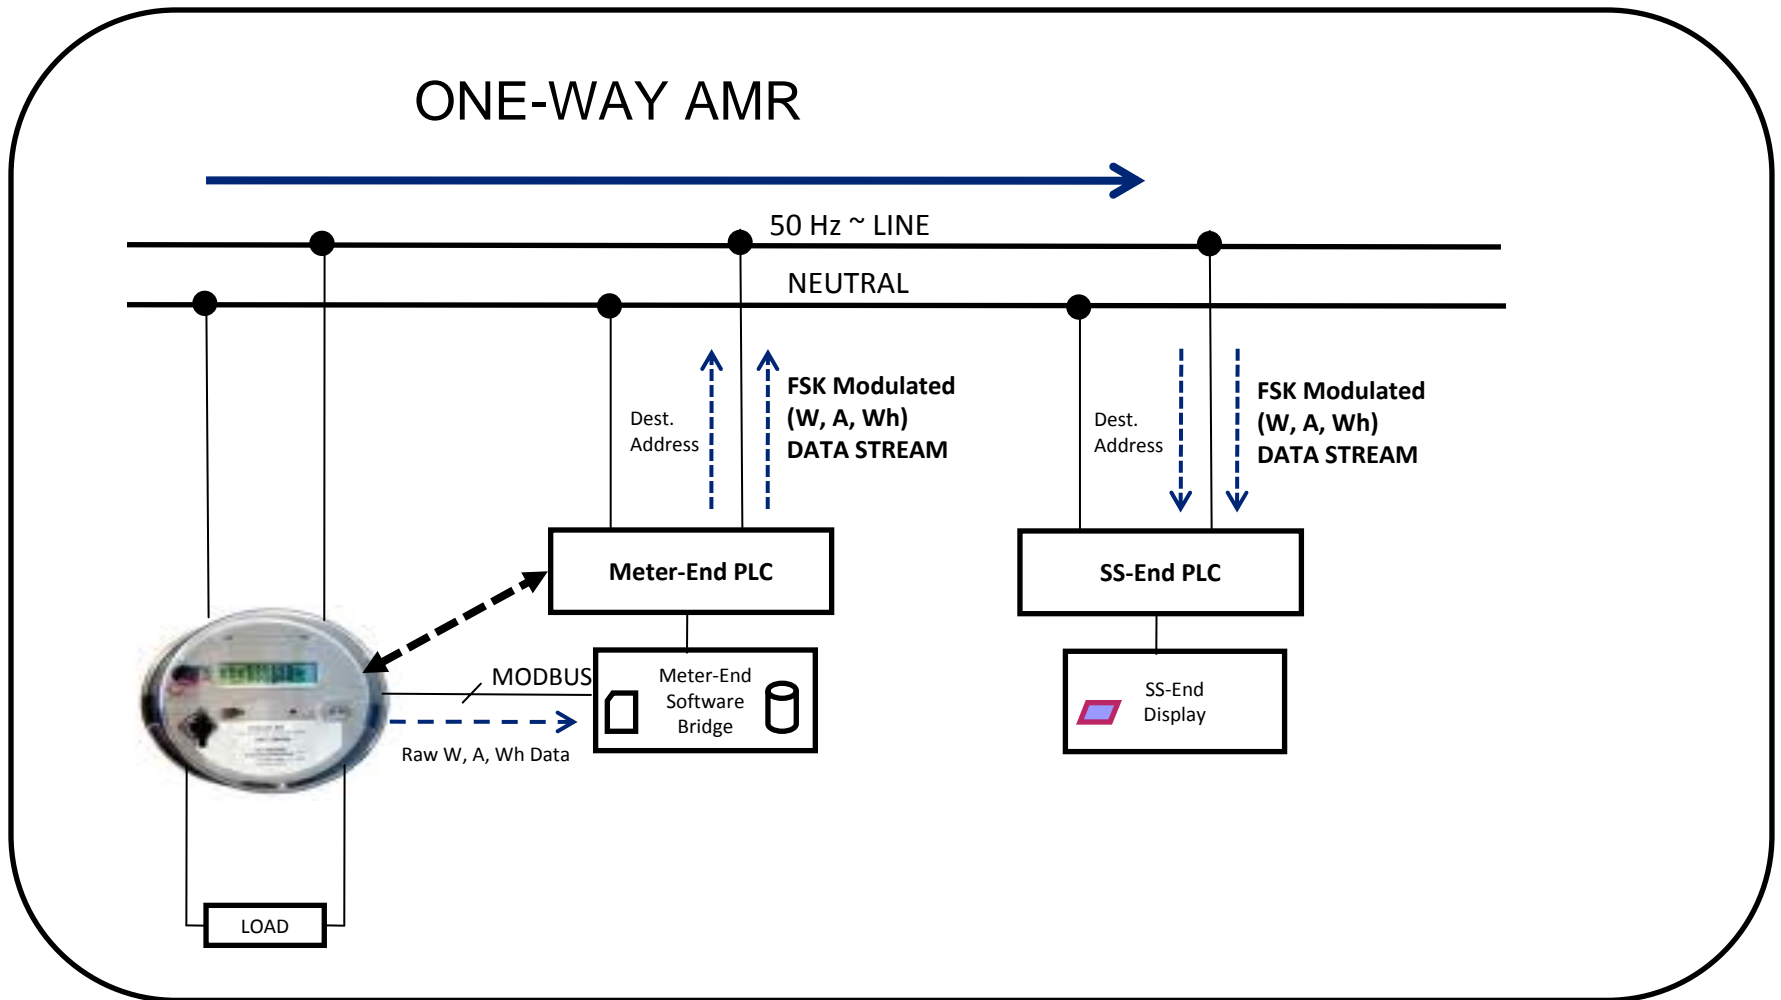 ONE-WAY AMR
50 Hz ~ LINE
NEUTRAL
Dest.
Address
FSK Modulated
(W, A, Wh)
DATA STREAM
Dest.
Address
FSK Modulated
(W, A, Wh)
DATA STREAM
Meter-End PLC
SS-End PLC
MODBUS
Raw W, A, Wh Data
Meter-End
Software
Bridge
SS-End
Display
LOAD